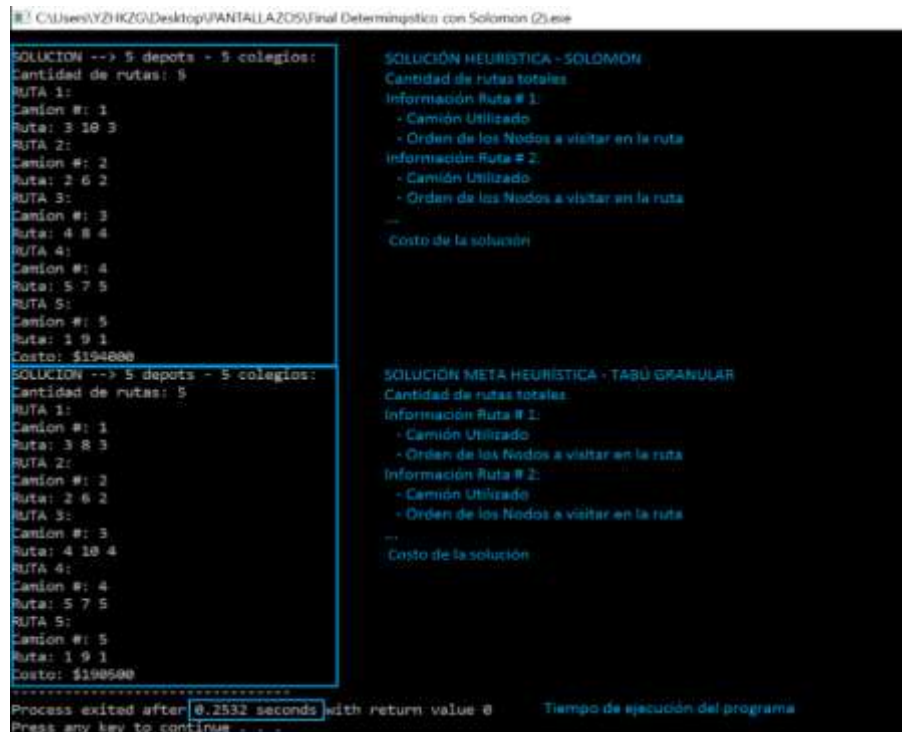 C:\Users\YZHKZG\Desktop\PANTALLAZOS\Final Determinqstico con Solomon (2).exe
SOLUCION --> 5 depots - 5 colegios:
Cantidad de rutas: 5
RUTA 1:
Camion #: 1
Ruta: 3 10 3
RUTA 2:
Camion #: 2
Ruta: 2 6 2
RUTA 3:
Camion #: 3
Ruta: 4 8 4
RUTA 4:
Camion #: 4
Ruta: 5 7 5
RUTA 5:
Camion #: 5
Ruta: 1 9 1
Costo: $194000
SOLUCIÓN HEURÍSTICA - SOLOMON
Cantidad de rutas totales
Información Ruta # 1:
- Camión Utilizado
- Orden de los Nodos a visitar en la ruta
Información Ruta # 2:
- Camión Utilizado
- Orden de los Nodos a visitar en la ruta
...
Costo de la solución
SOLUCION --> 5 depots - 5 colegios:
Cantidad de rutas: 5
RUTA 1:
Camion #: 1
Ruta: 3 8 3
RUTA 2:
Camion #: 2
Ruta: 2 6 2
RUTA 3:
Camion #: 3
Ruta: 4 10 4
RUTA 4:
Camion #: 4
Ruta: 5 7 5
RUTA 5:
Camion #: 5
Ruta: 1 9 1
Costo: $190500
SOLUCIÓN META HEURÍSTICA - TABÚ GRANULAR
Cantidad de rutas totales
Información Ruta # 1:
- Camión Utilizado
- Orden de los Nodos a visitar en la ruta
Información Ruta # 2:
- Camión Utilizado
- Orden de los Nodos a visitar en la ruta
...
Costo de la solución
--------------------------------
Process exited after 0.2532 seconds with return value 0
Tiempo de ejecución del programa
Press any key to continue . . .